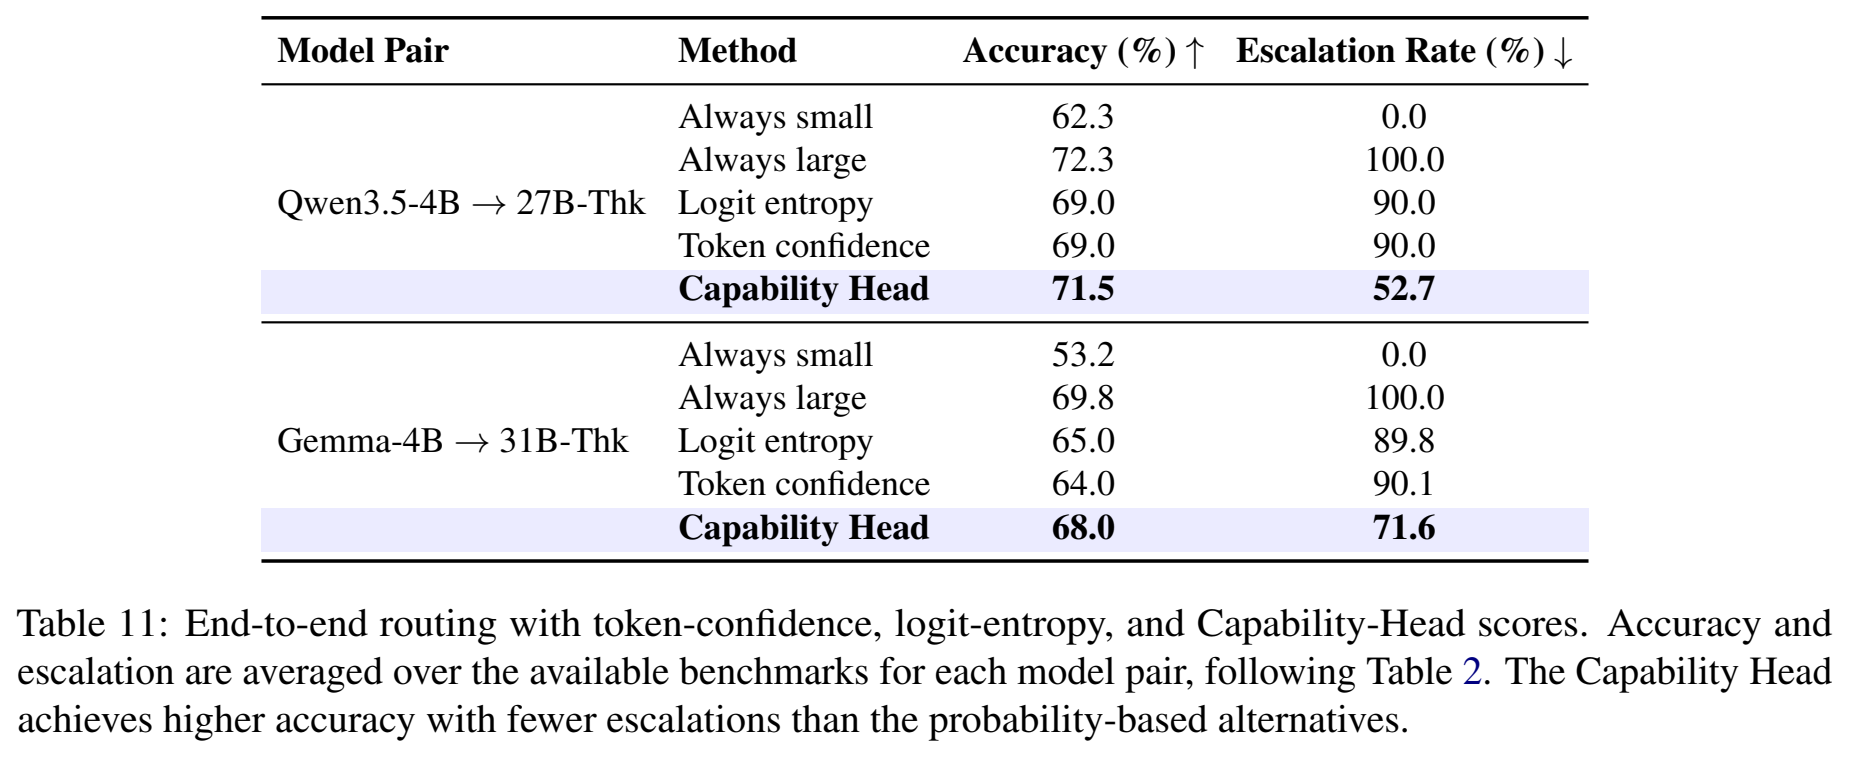 Model Pair Method Accuracy (%) ↑ Escalation Rate (%) ↓
Always small 62.3 0.0
Always large 72.3 100.0
Qwen3.5-4B → 27B-Thk Logit entropy 69.0 90.0
Token confidence 69.0 90.0
Capability Head 71.5 52.7
Always small 53.2 0.0
Always large 69.8 100.0
Gemma-4B → 31B-Thk Logit entropy 65.0 89.8
Token confidence 64.0 90.1
Capability Head 68.0 71.6
Table 11: End-to-end routing with token-confidence, logit-entropy, and Capability-Head scores. Accuracy and
escalation are averaged over the available benchmarks for each model pair, following Table 2. The Capability Head
achieves higher accuracy with fewer escalations than the probability-based alternatives.